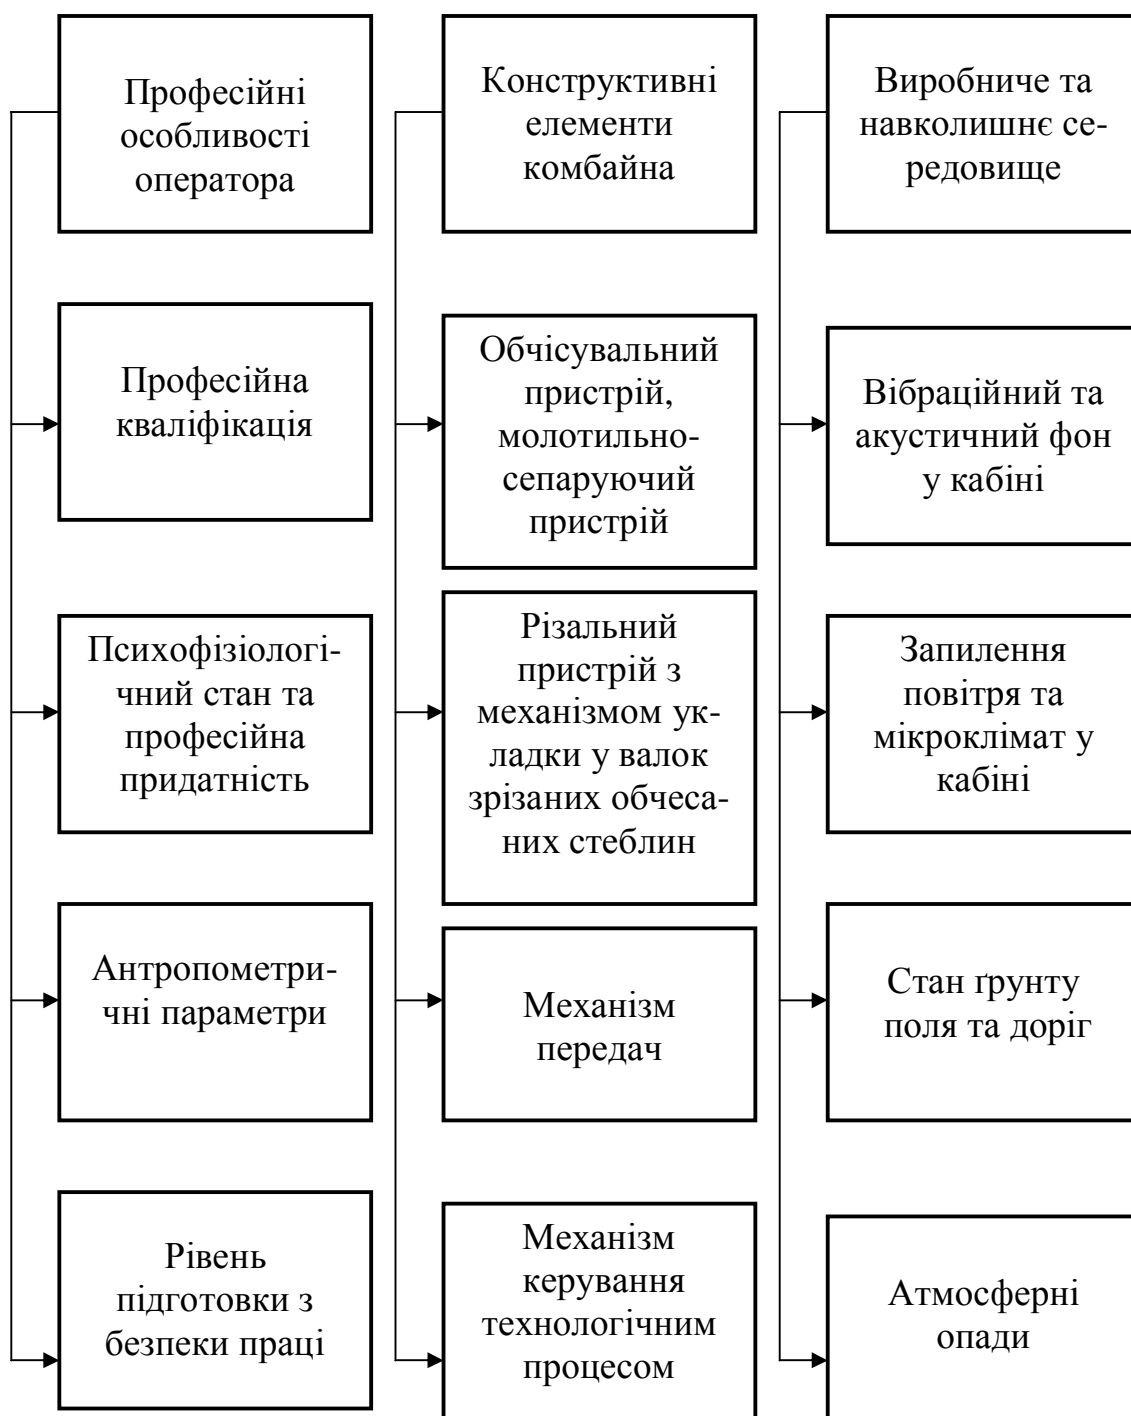 Професійні
особливості
оператора
Професійна
кваліфікація
Психофізіологі-
чний стан та
професійна
придатність
Антропометри-
чні параметри
Рівень
підготовки з
безпеки праці
Конструктивні
елементи
комбайна
Обчісувальний
пристрій,
молотильно-
сепаруючий
пристрій
Різальний
пристрій з
механізмом ук-
ладки у валок
зрізаних обчеса-
них стеблин
Механізм
передач
Механізм
керування
технологічним
процесом
Виробниче та
навколишнє се-
редовище
Вібраційний та
акустичний фон
у кабіні
Запилення
повітря та
мікроклімат у
кабіні
Стан ґрунту
поля та доріг
Атмосферні
опади